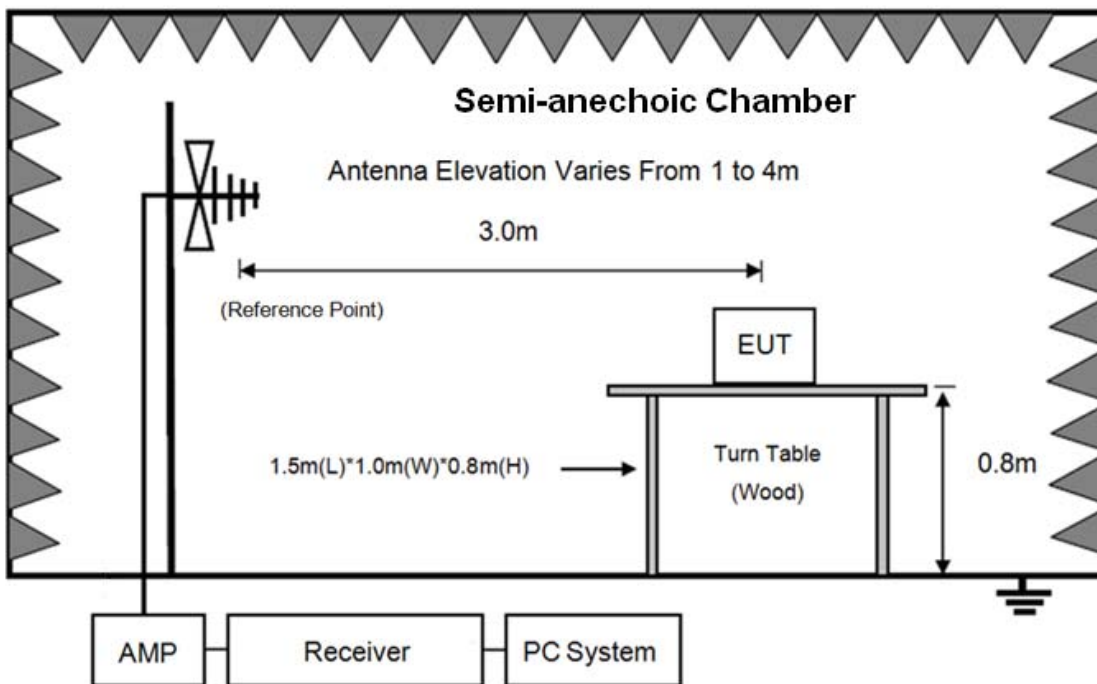 Semi-anechoic Chamber
Antenna Elevation Varies From 1 to 4m
3.0m
(Reference Point)
EUT
1.5m(L)*1.0m(W)*0.8m(H)
Turn Table
(Wood)
0.8m
AMP
Receiver
PC System